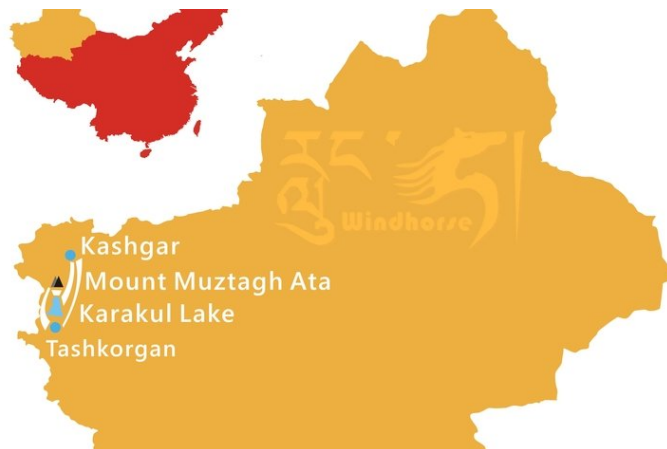 རླུང་རྟ།
Windhorse
Kashgar
Mount Muztagh Ata
Karakul Lake
Tashkorgan